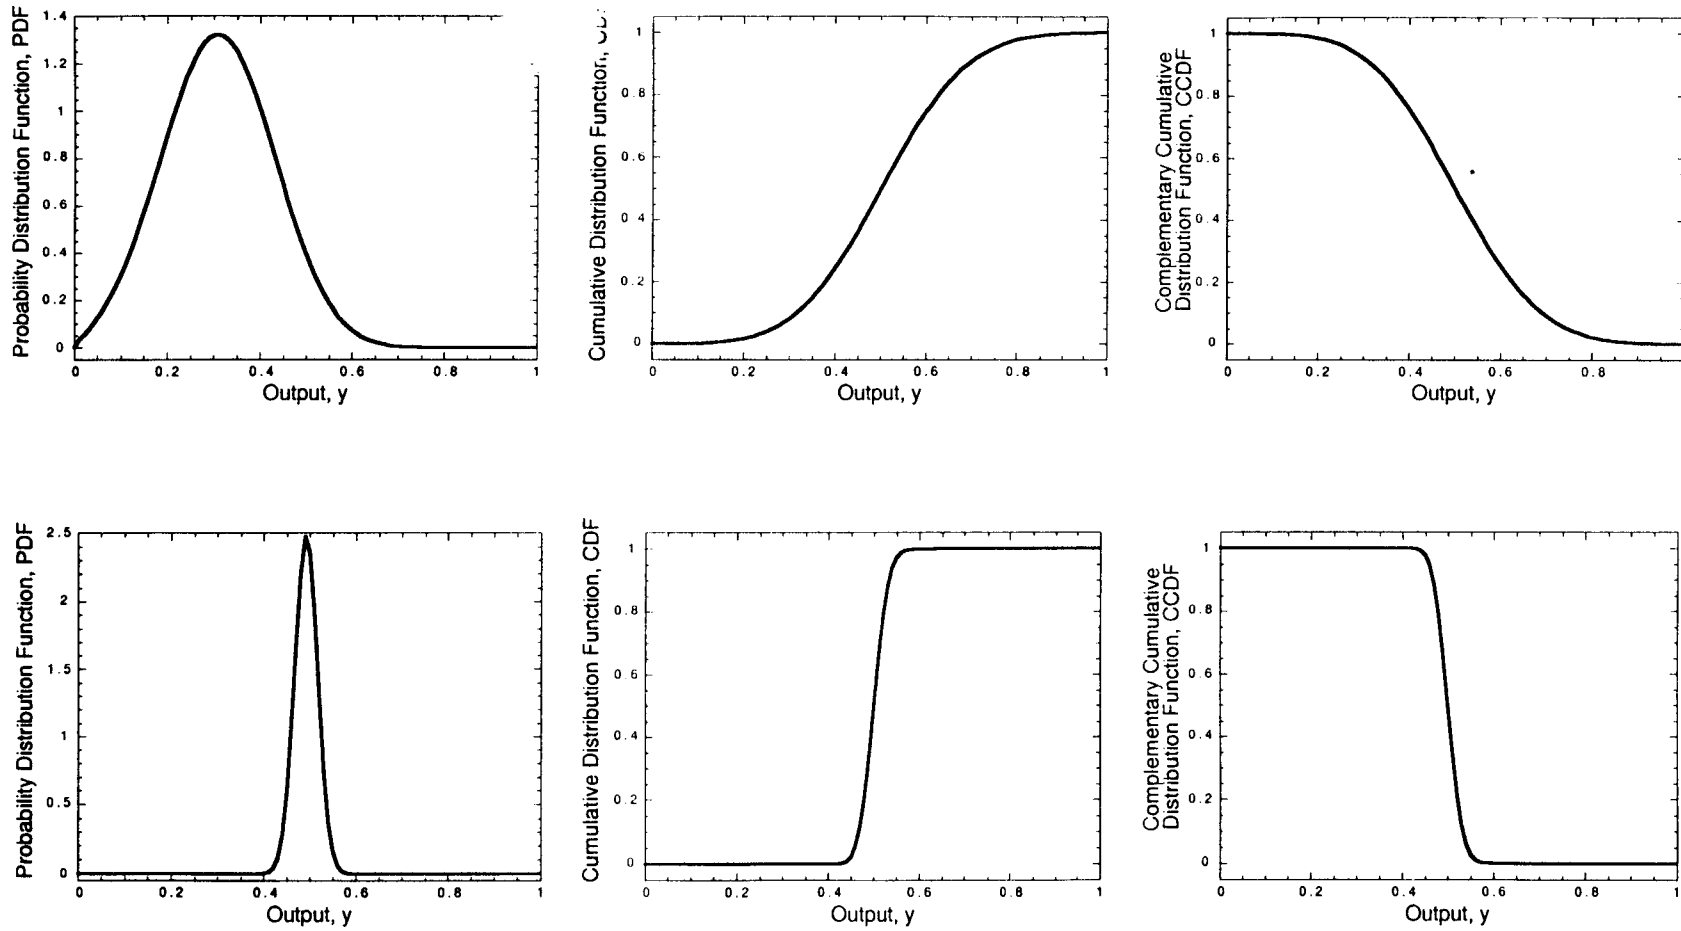 Probability Distribution Function, PDF
1.4
1.2
1
0.8
0.6
0.4
0.2
0
0 0.2 0.4 0.6 0.8 1
Output, y
Cumulative Distribution Function,
1
0.8
0.6
0 4
0.2
0
0 0.2 0.4 0.6 0.8 1
Output, y
Complementary Cumulative
Distribution Function, CCDF
1
0.8
0.6
0.4
0.2
0
0 0.2 0.4 0.6 0.8
Output, y
Probability Distribution Function, PDF
2.5
2
1.5
1
0.5
0
0 0.2 0.4 0.6 0.8 1
Output, y
Cumulative Distribution Function, CDF
1
0.8
0.6
0.4
0.2
0
0 0.2 0.4 0.6 0.8 1
Output, y
Complementary Cumulative
Distribution Function, CCDF
1
0.8
0.6
0.4
0.2
0
0 0.2 0.4 0.6 0.8 1
Output, y